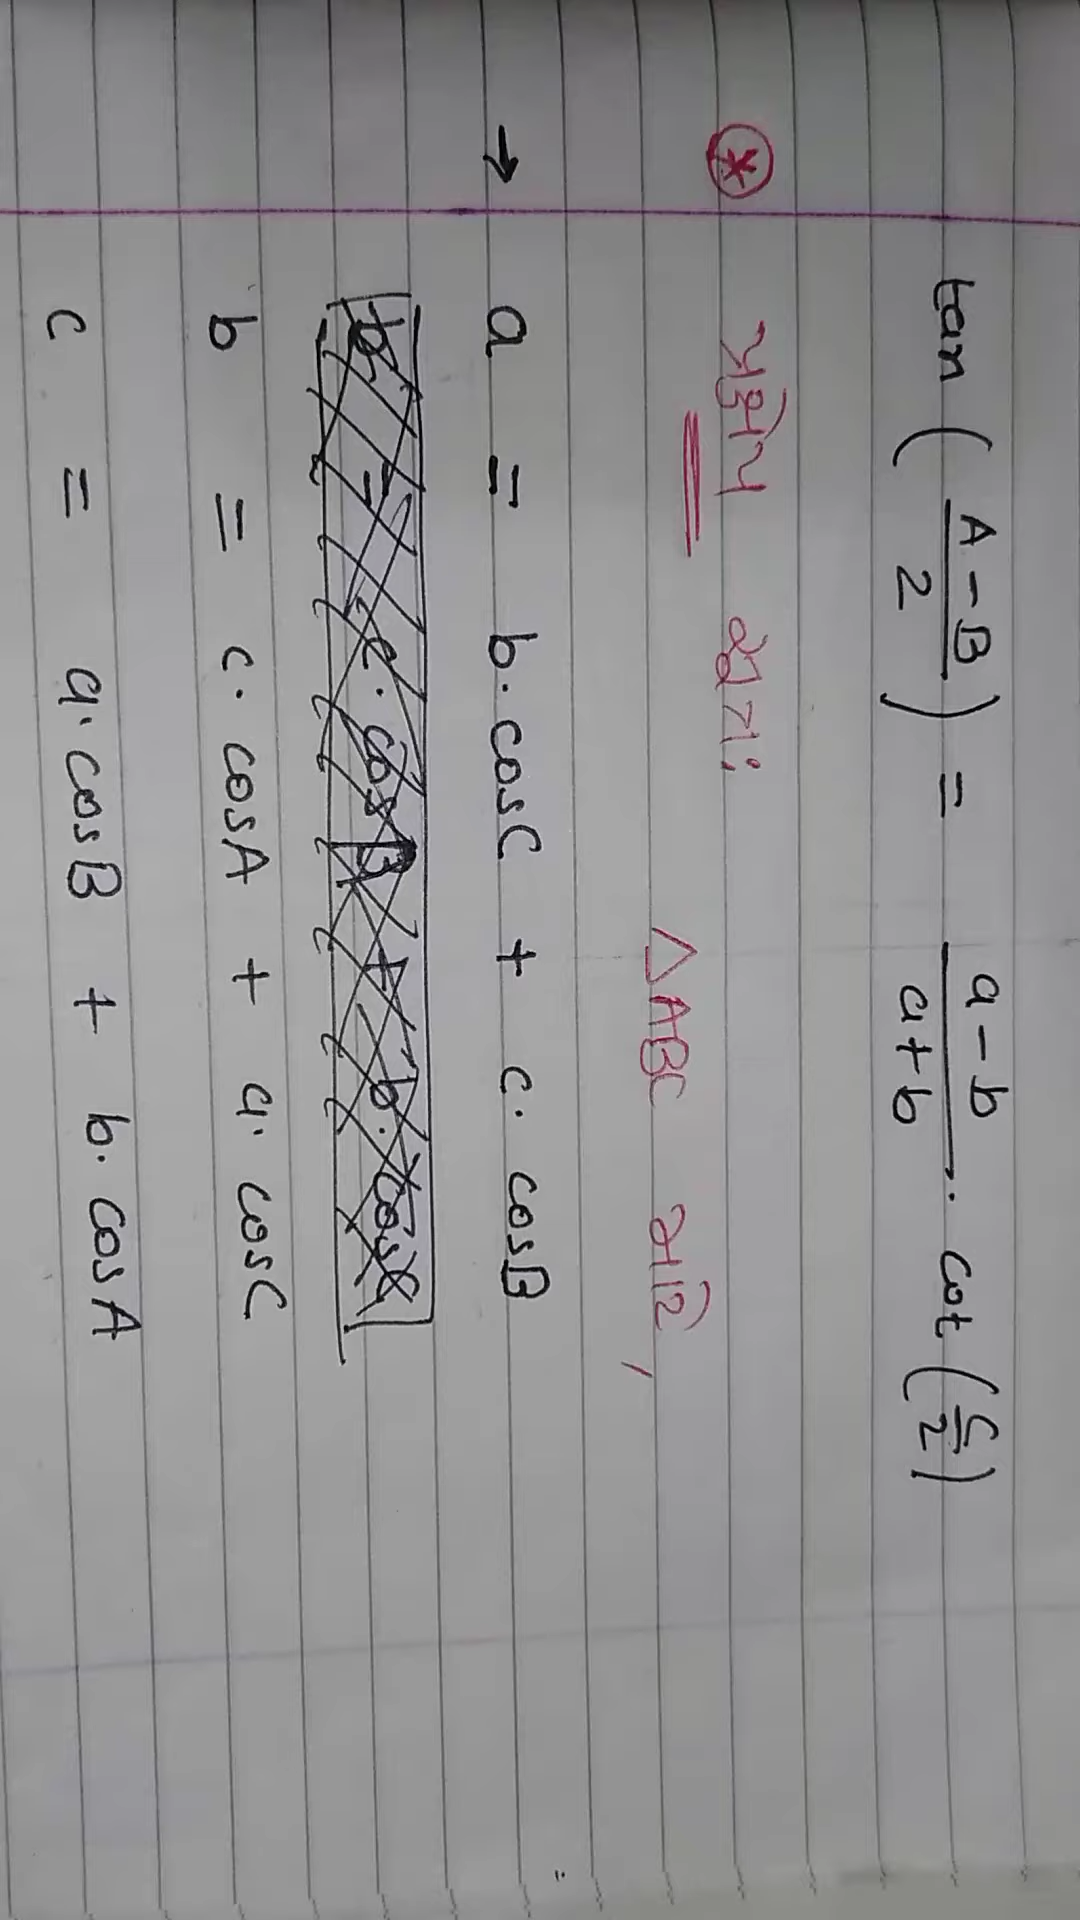 tan (A-B/2) = a-b/a+b . cot (C/2)
⊛ પ્રક્ષેપ સૂત્ર:
△ABC માટે,
→ a = b. cosC + c. cosB
b = c. cosA + a. cosC
c = a. cosB + b. cosA